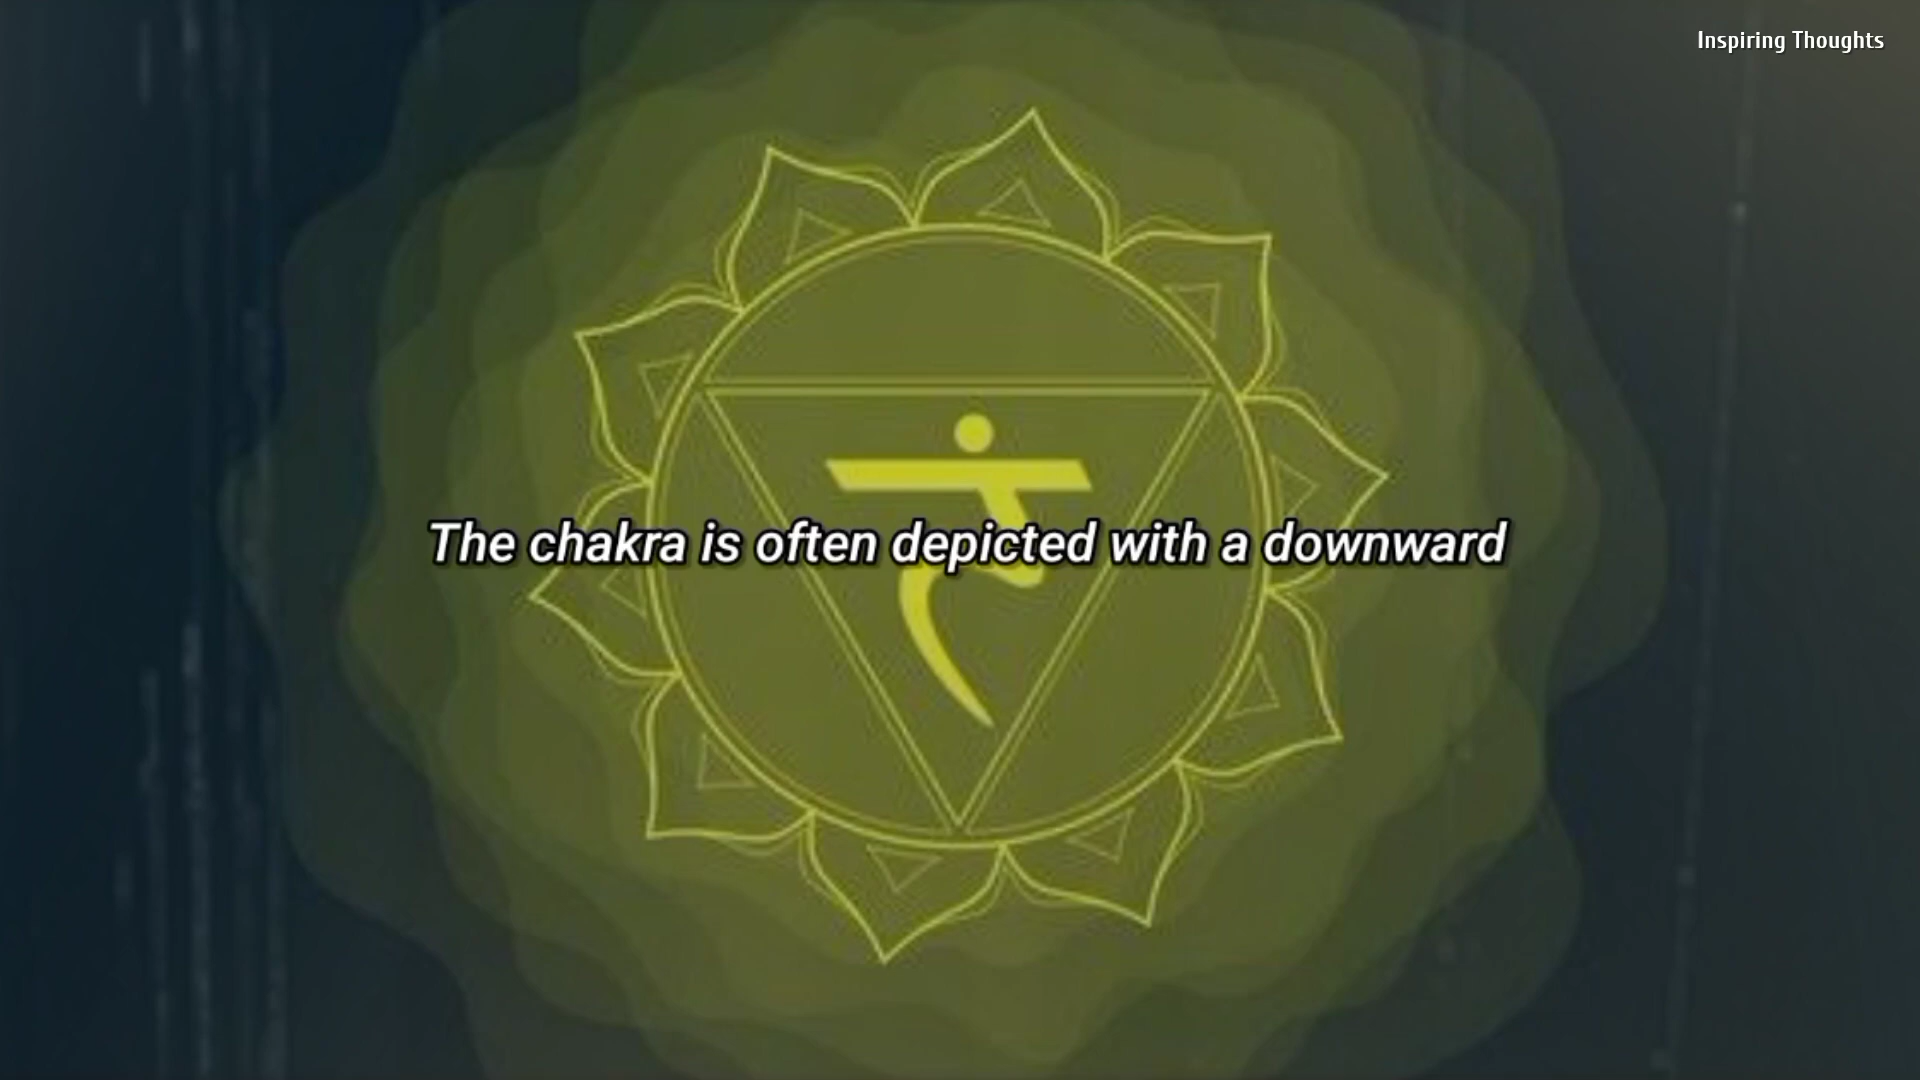 Inspiring Thoughts
रं
The chakra is often depicted with a downward